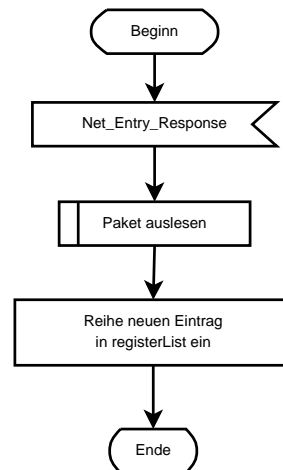 Beginn
Net_Entry_Response
Paket auslesen
Reihe neuen Eintrag
in registerList ein
Ende